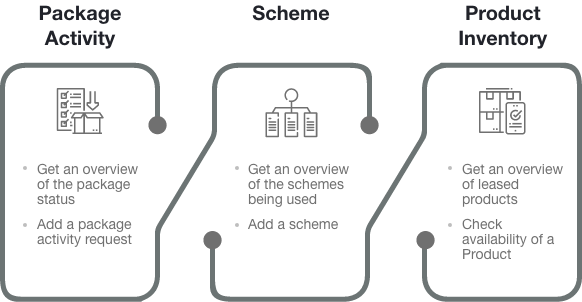 Package
Activity
• Get an overview
of the package
status
• Add a package
activity request
Scheme
• Get an overview
of the schemes
being used
• Add a scheme
Product
Inventory
• Get an overview
of leased
products
• Check
availability of a
Product